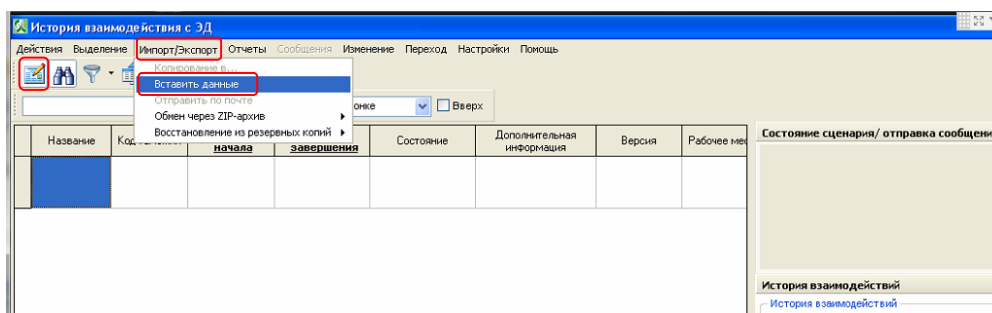 История взаимодействия с ЭД
Действия Выделение Импорт/Экспорт Отчеты Сообщения Изменение Переход Настройки Помощь
Копирование в...
Вставить данные
Отправить по почте
Обмен через ZIP-архив
Восстановление из резервных копий
онке Вверх
Название Код начала завершения Состояние Дополнительная информация Версия Рабочее мес
Состояние сценария/ отправка сообщени
История взаимодействий
История взаимодействий